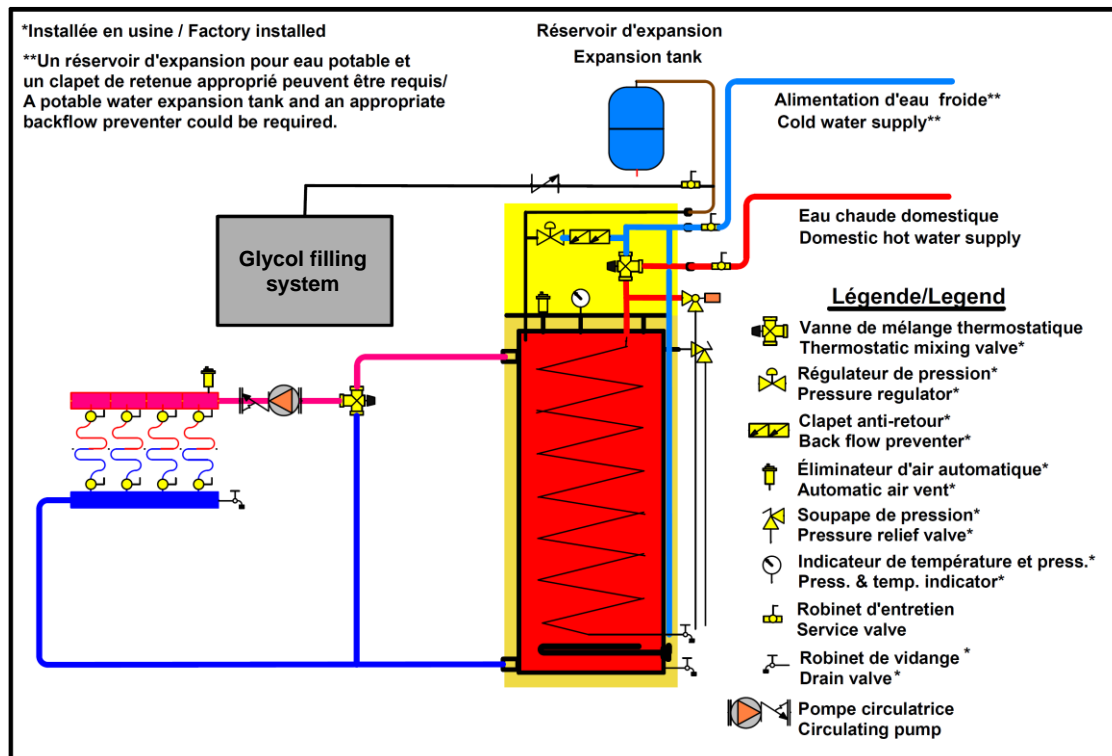 *Installée en usine / Factory installed
**Un réservoir d'expansion pour eau potable et
un clapet de retenue approprié peuvent être requis/
A potable water expansion tank and an appropriate
backflow preventer could be required.
Réservoir d'expansion
Expansion tank
Alimentation d'eau froide**
Cold water supply**
Eau chaude domestique
Domestic hot water supply
Glycol filling
system
Légende/Legend
Vanne de mélange thermostatique
Thermostatic mixing valve*
Régulateur de pression*
Pressure regulator*
Clapet anti-retour*
Back flow preventer*
Éliminateur d'air automatique*
Automatic air vent*
Soupape de pression*
Pressure relief valve*
Indicateur de température et press.*
Press. & temp. indicator*
Robinet d'entretien
Service valve
Robinet de vidange *
Drain valve*
Pompe circulatrice
Circulating pump